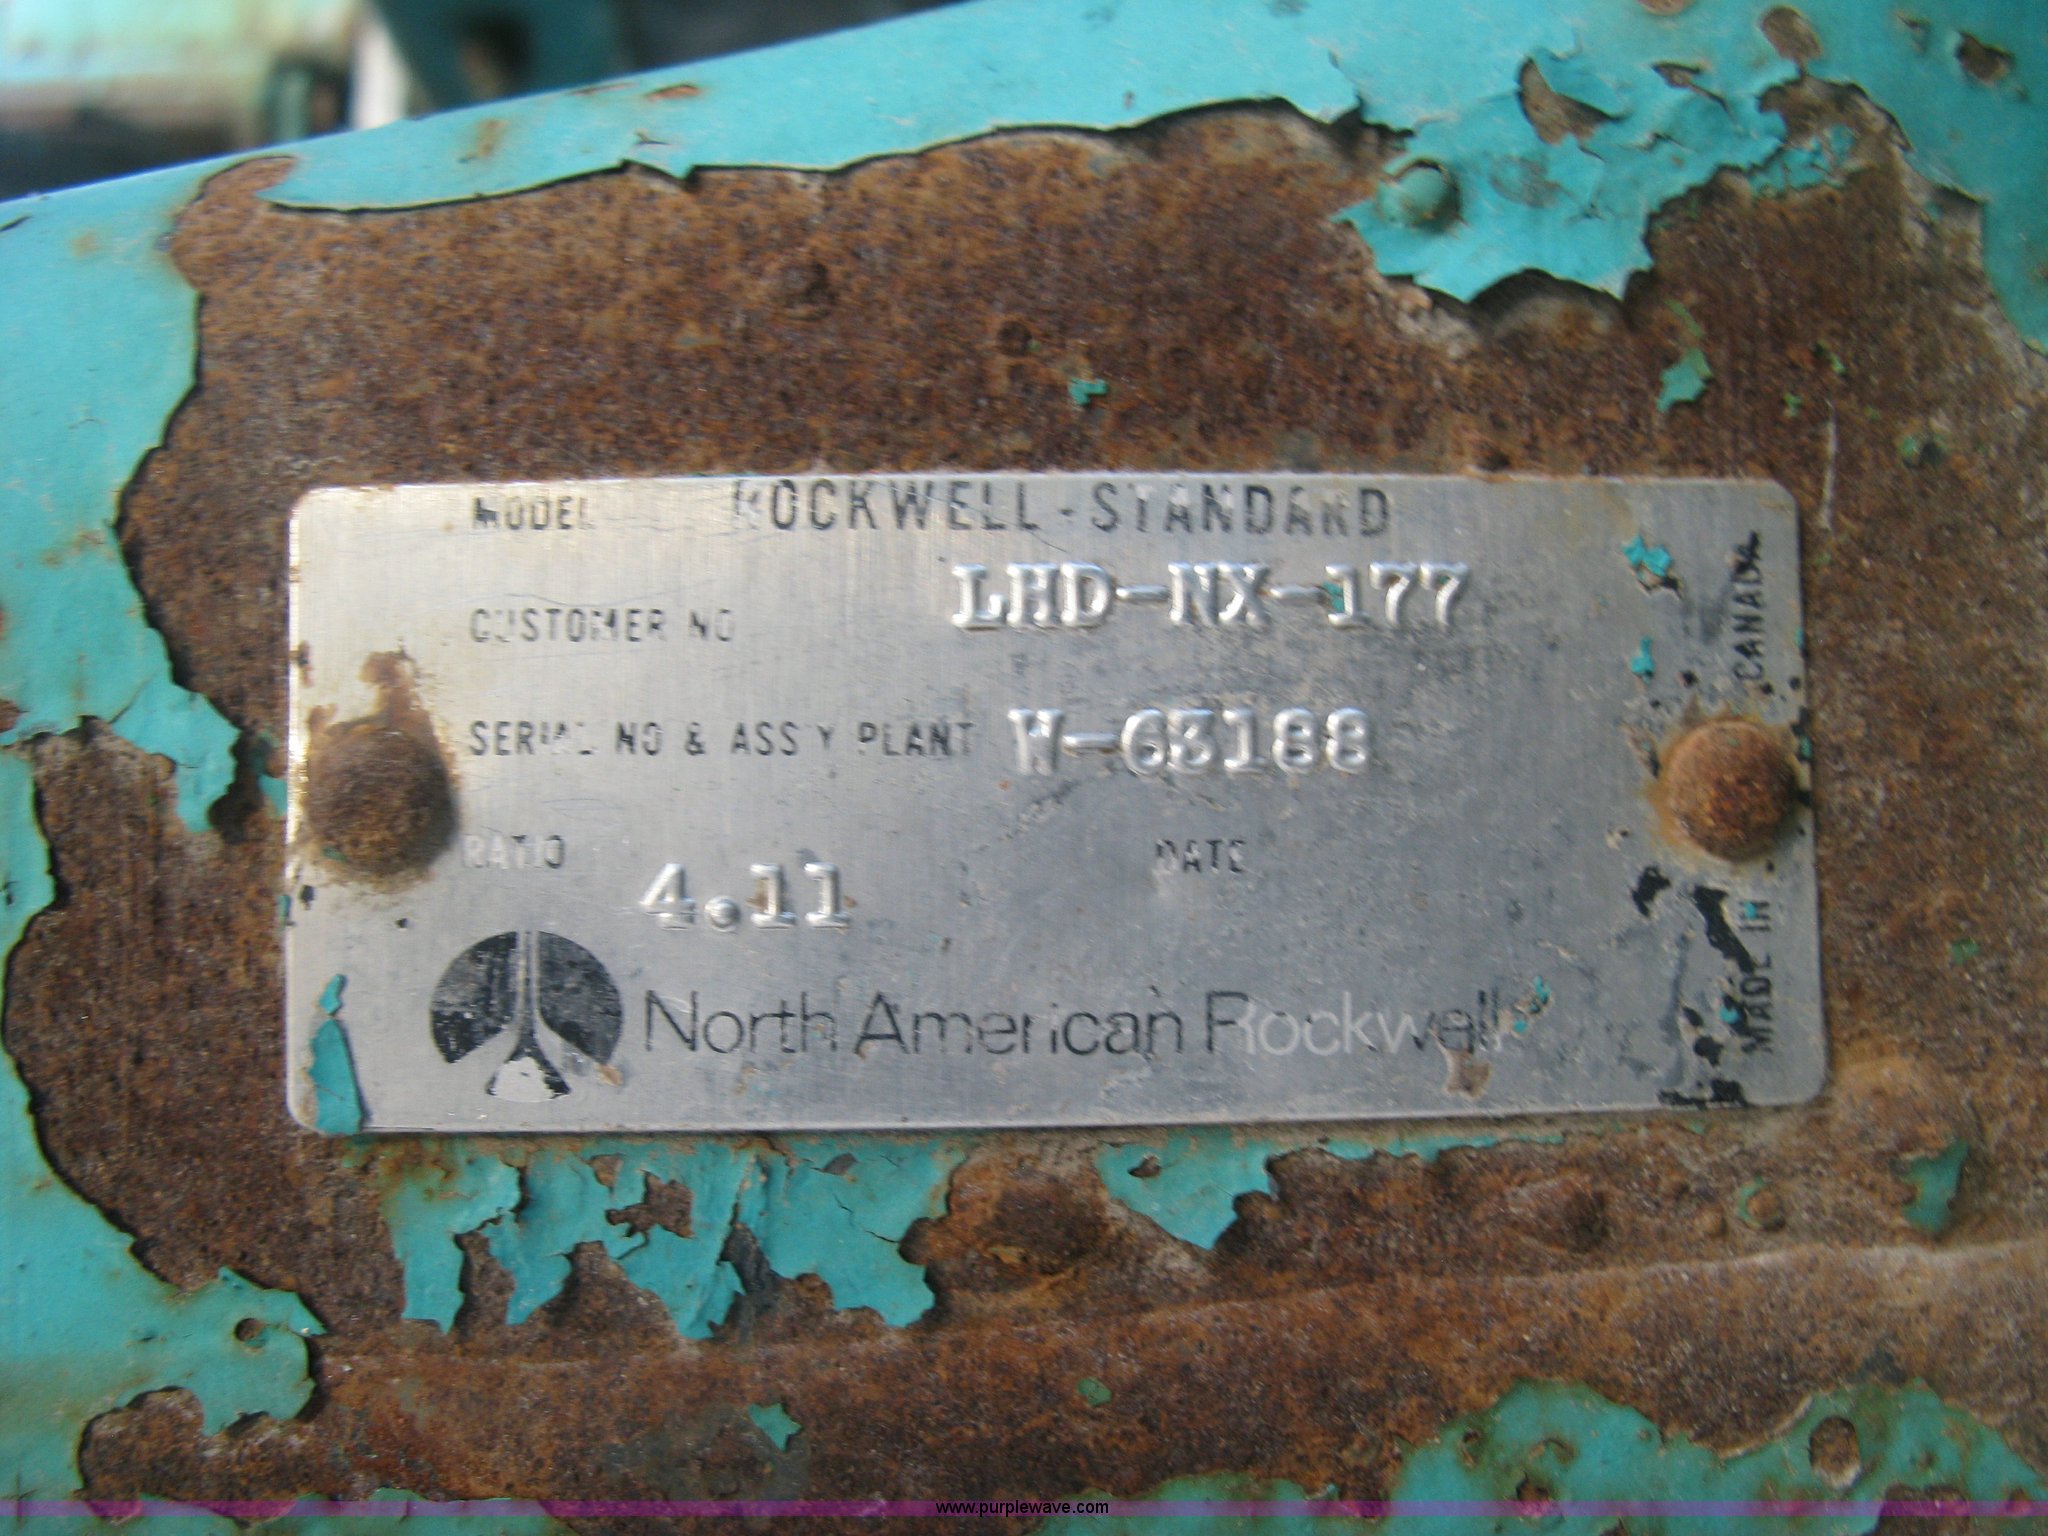 MODEL ROCKWELL-STANDARD
LHD-NX-177
CUSTOMER NO
SERIAL NO & ASS'Y PLANT W-63188
RATIO 4.11 DATE
North American Rockwell
MADE IN CANADA
www.purplewave.com